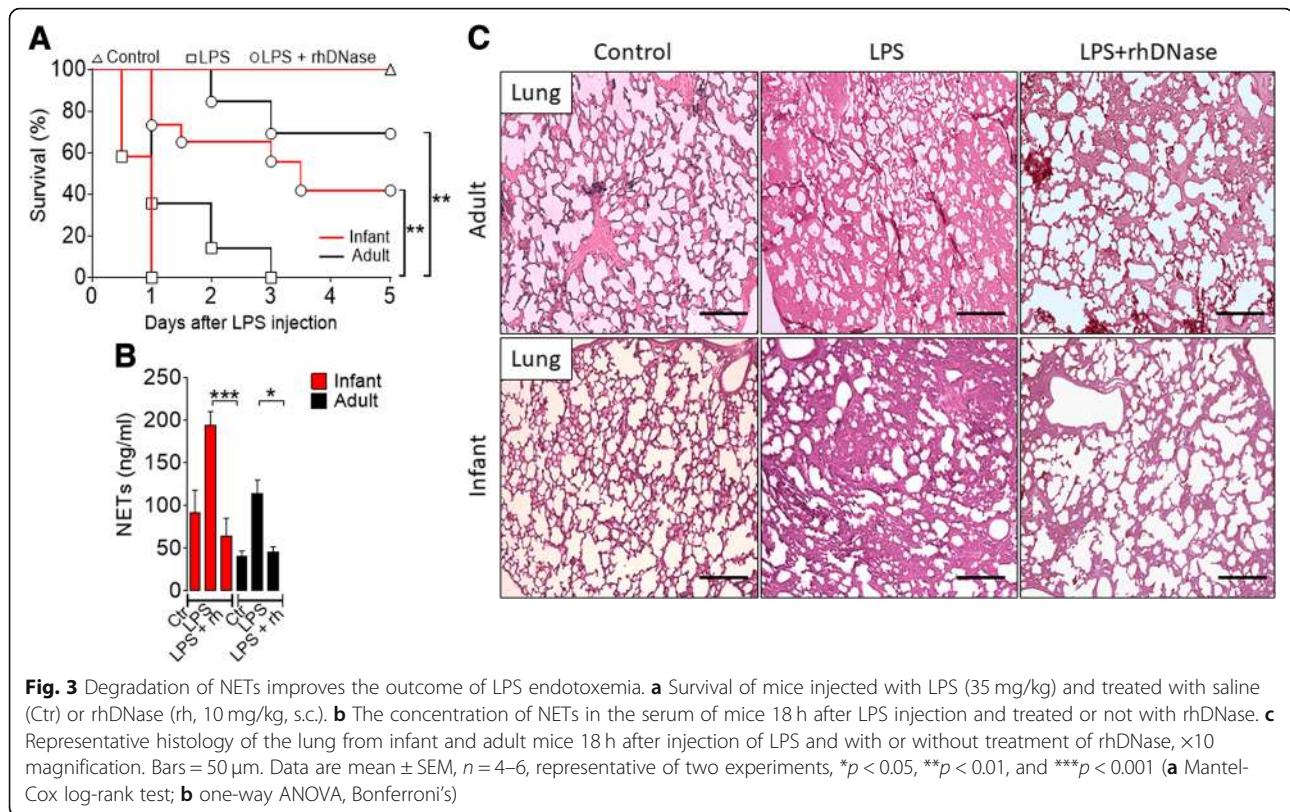 A
△ Control □ LPS ○ LPS + rhDNase
100
80
60
40
20
0
Survival (%)
**
**
Infant
Adult
0 1 2 3 4 5
Days after LPS injection
B
250
200
150
100
50
0
NETs (ng/ml)
*** *
Infant
Adult
Ctr LPS LPS + rh Ctr LPS LPS + rh
C
Control LPS LPS+rhDNase
Adult
Lung
Infant
Lung
Fig. 3 Degradation of NETs improves the outcome of LPS endotoxemia. a Survival of mice injected with LPS (35 mg/kg) and treated with saline
(Ctr) or rhDNase (rh, 10 mg/kg, s.c.). b The concentration of NETs in the serum of mice 18 h after LPS injection and treated or not with rhDNase. c
Representative histology of the lung from infant and adult mice 18 h after injection of LPS and with or without treatment of rhDNase, ×10
magnification. Bars = 50 μm. Data are mean ± SEM, n = 4–6, representative of two experiments, *p < 0.05, **p < 0.01, and ***p < 0.001 (a Mantel-
Cox log-rank test; b one-way ANOVA, Bonferroni's)